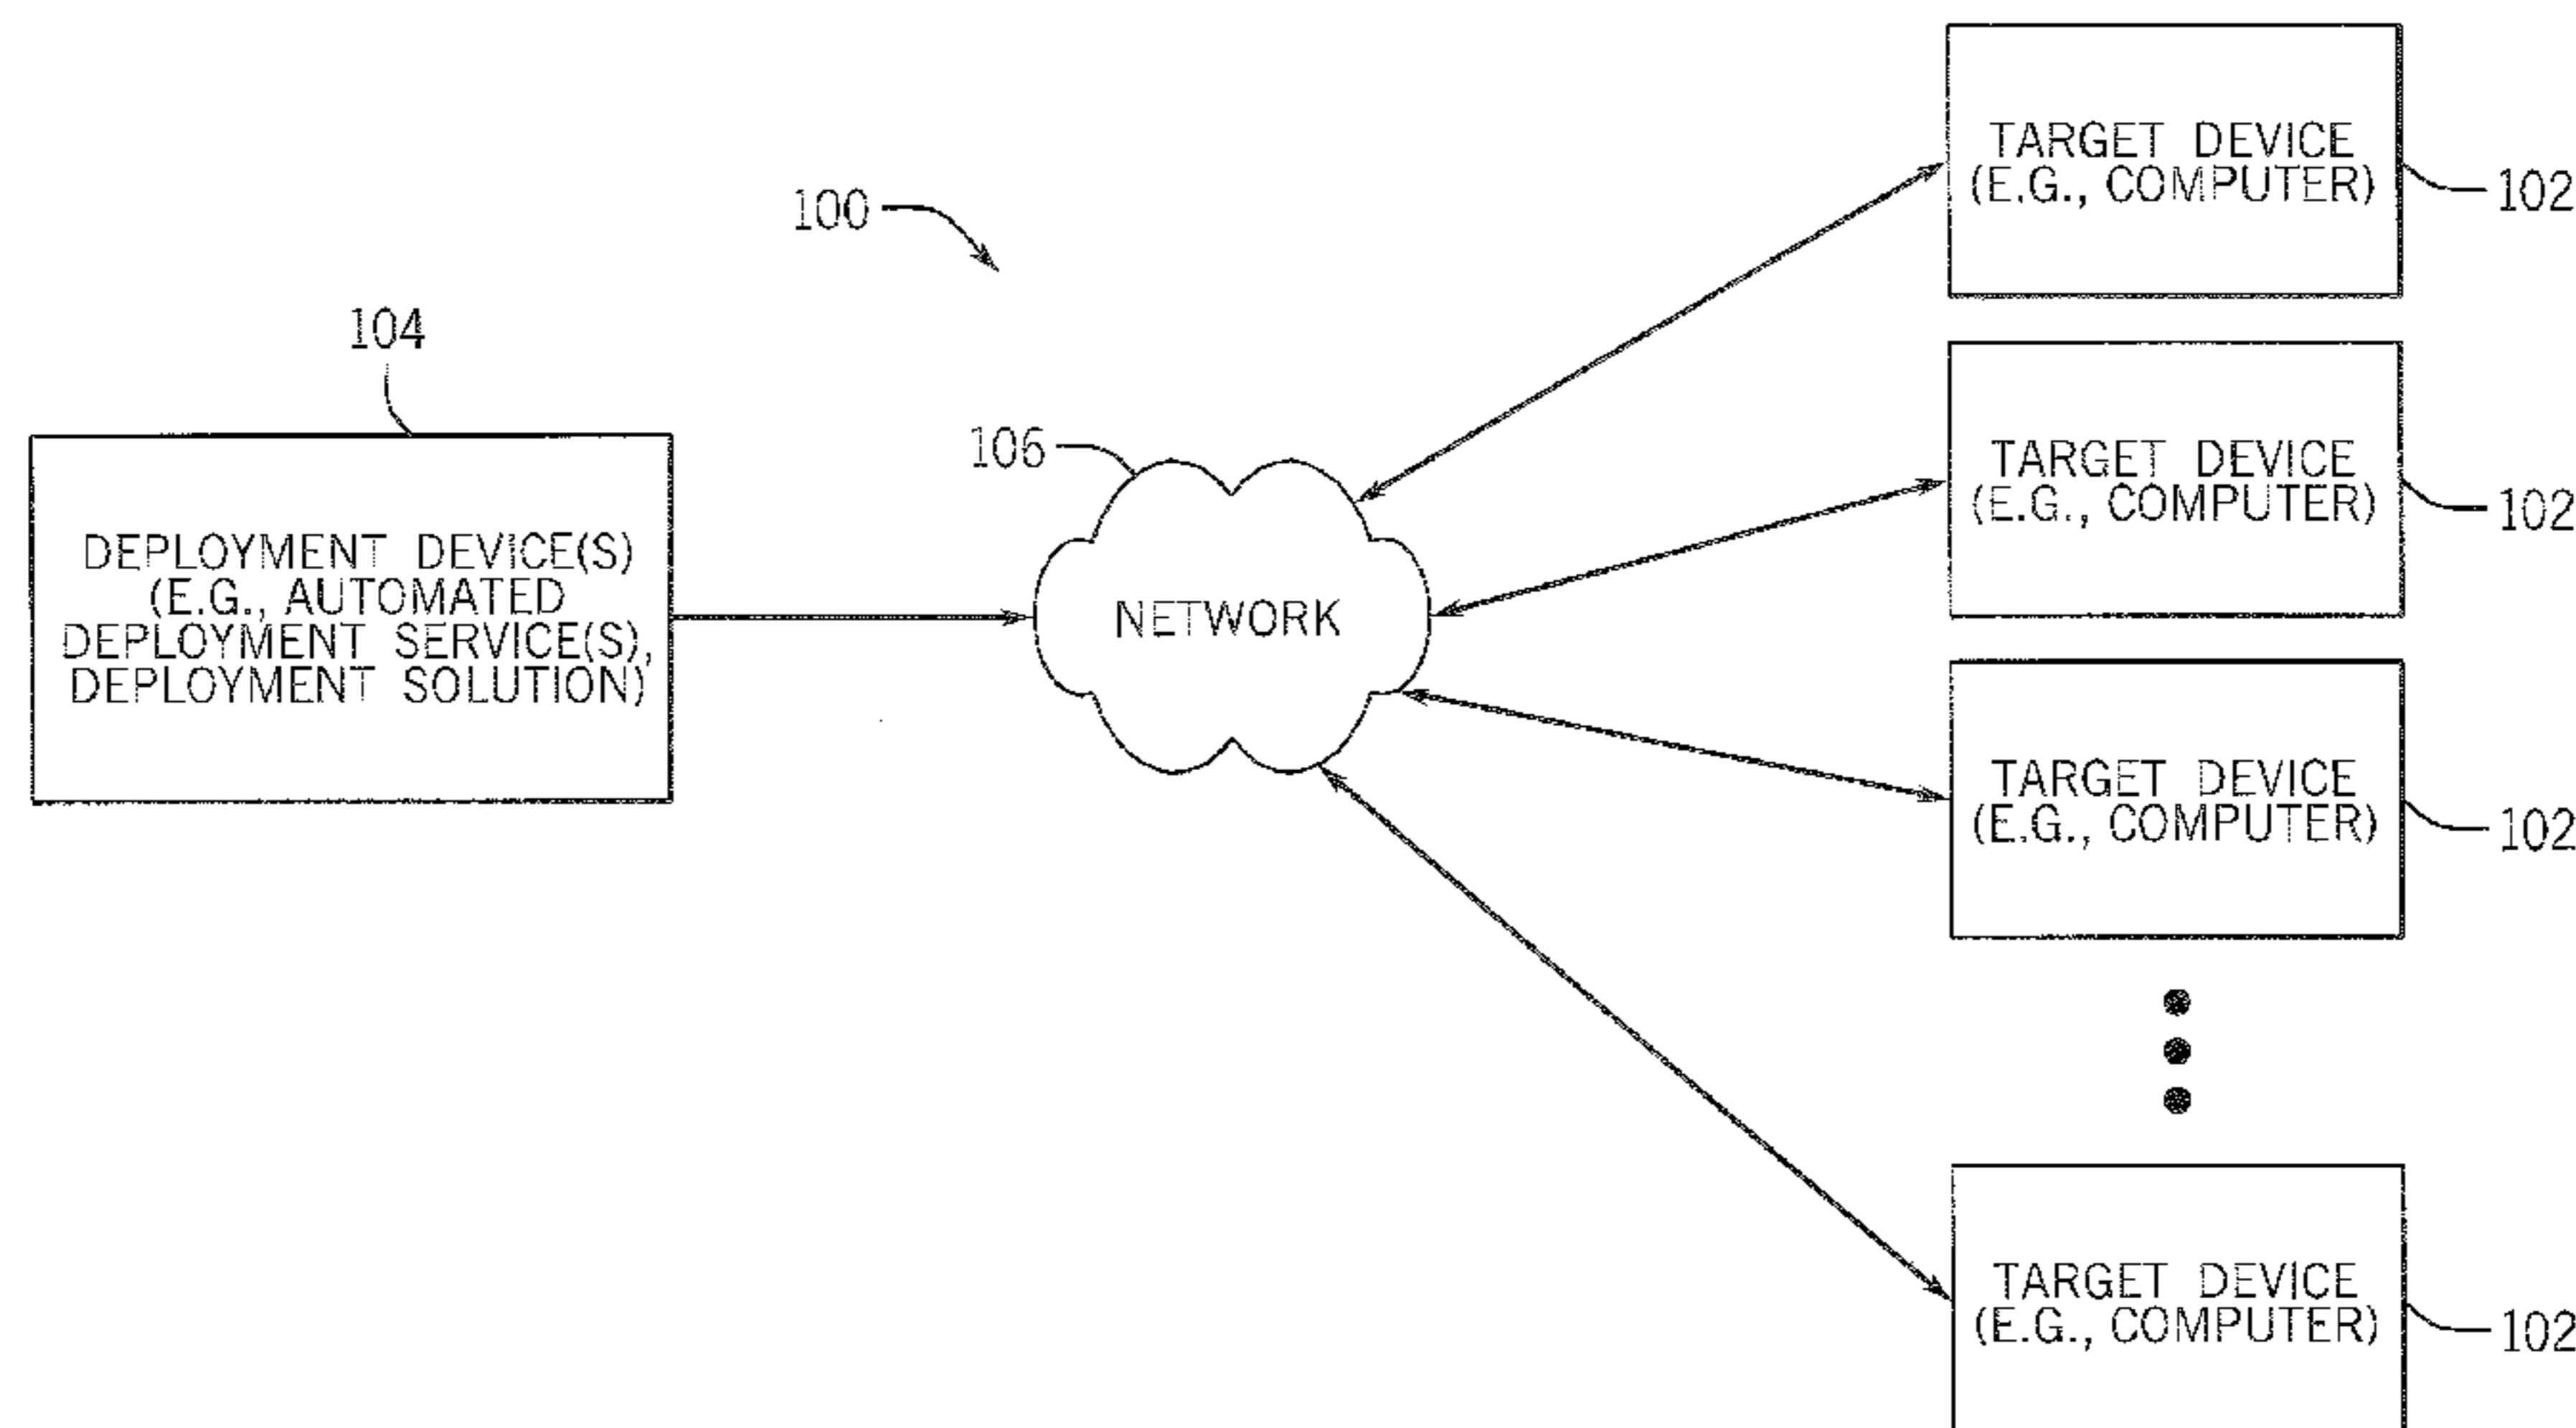 100
104
DEPLOYMENT DEVICE(S)
(E.G., AUTOMATED
DEPLOYMENT SERVICE(S),
DEPLOYMENT SOLUTION)
106
NETWORK
TARGET DEVICE
(E.G., COMPUTER)
102
TARGET DEVICE
(E.G., COMPUTER)
102
TARGET DEVICE
(E.G., COMPUTER)
102
TARGET DEVICE
(E.G., COMPUTER)
102